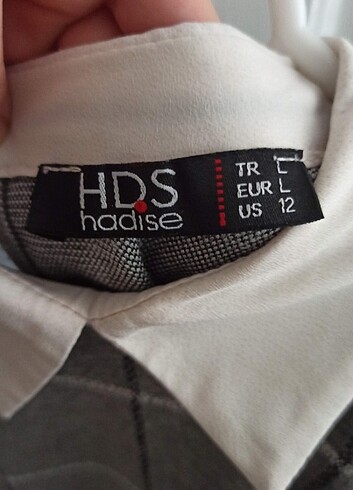 HDS
hadise
TR L
EUR L
US 12